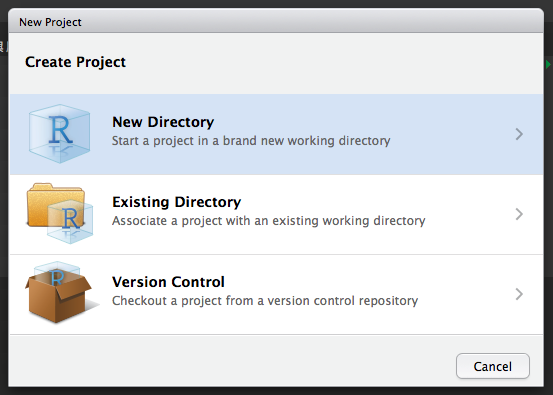 New Project
Create Project
R
New Directory
Start a project in a brand new working directory
R
Existing Directory
Associate a project with an existing working directory
R
Version Control
Checkout a project from a version control repository
Cancel